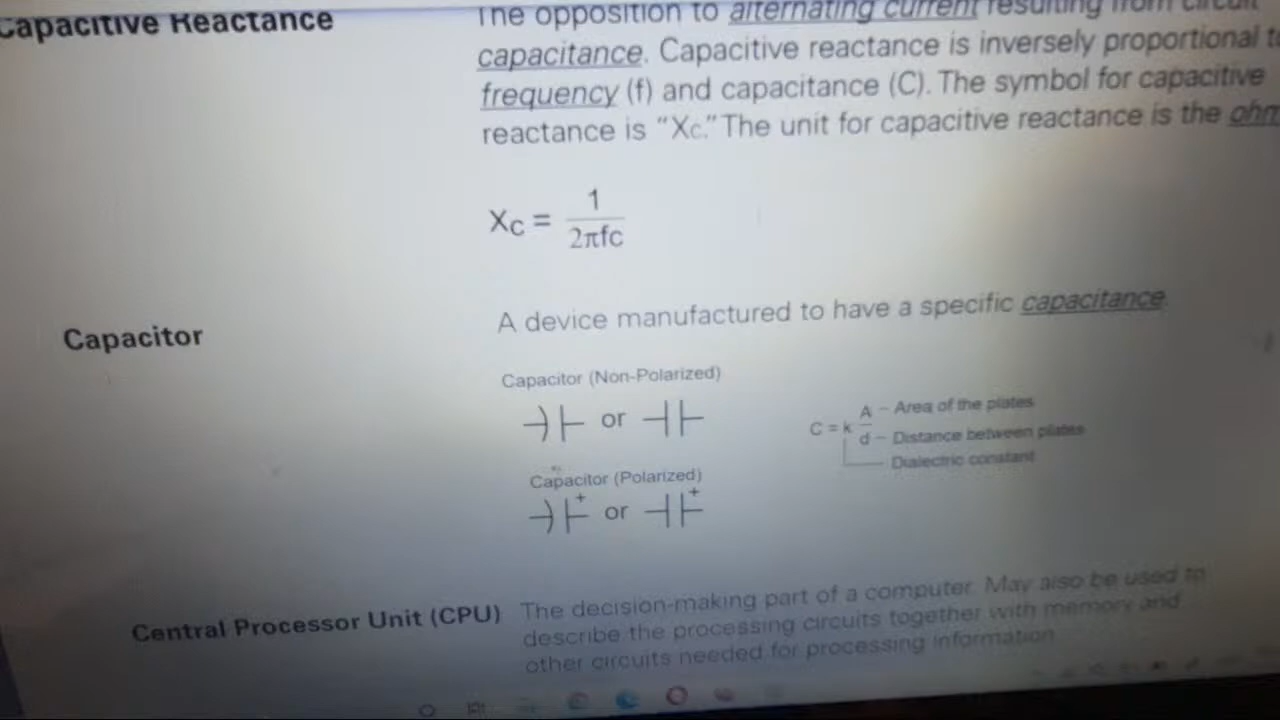 Capacitive Reactance
The opposition to alternating current resulting from circuit
capacitance. Capacitive reactance is inversely proportional to
frequency (f) and capacitance (C). The symbol for capacitive
reactance is “Xc.” The unit for capacitive reactance is the ohm
Xc = 1
2πfc
Capacitor
A device manufactured to have a specific capacitance.
Capacitor (Non-Polarized)
or
Capacitor (Polarized)
+ or +
C = k A – Area of the plates
d – Distance between plates
Dialectric constant
Central Processor Unit (CPU)
The decision-making part of a computer. May also be used to
describe the processing circuits together with memory and
other circuits needed for processing information